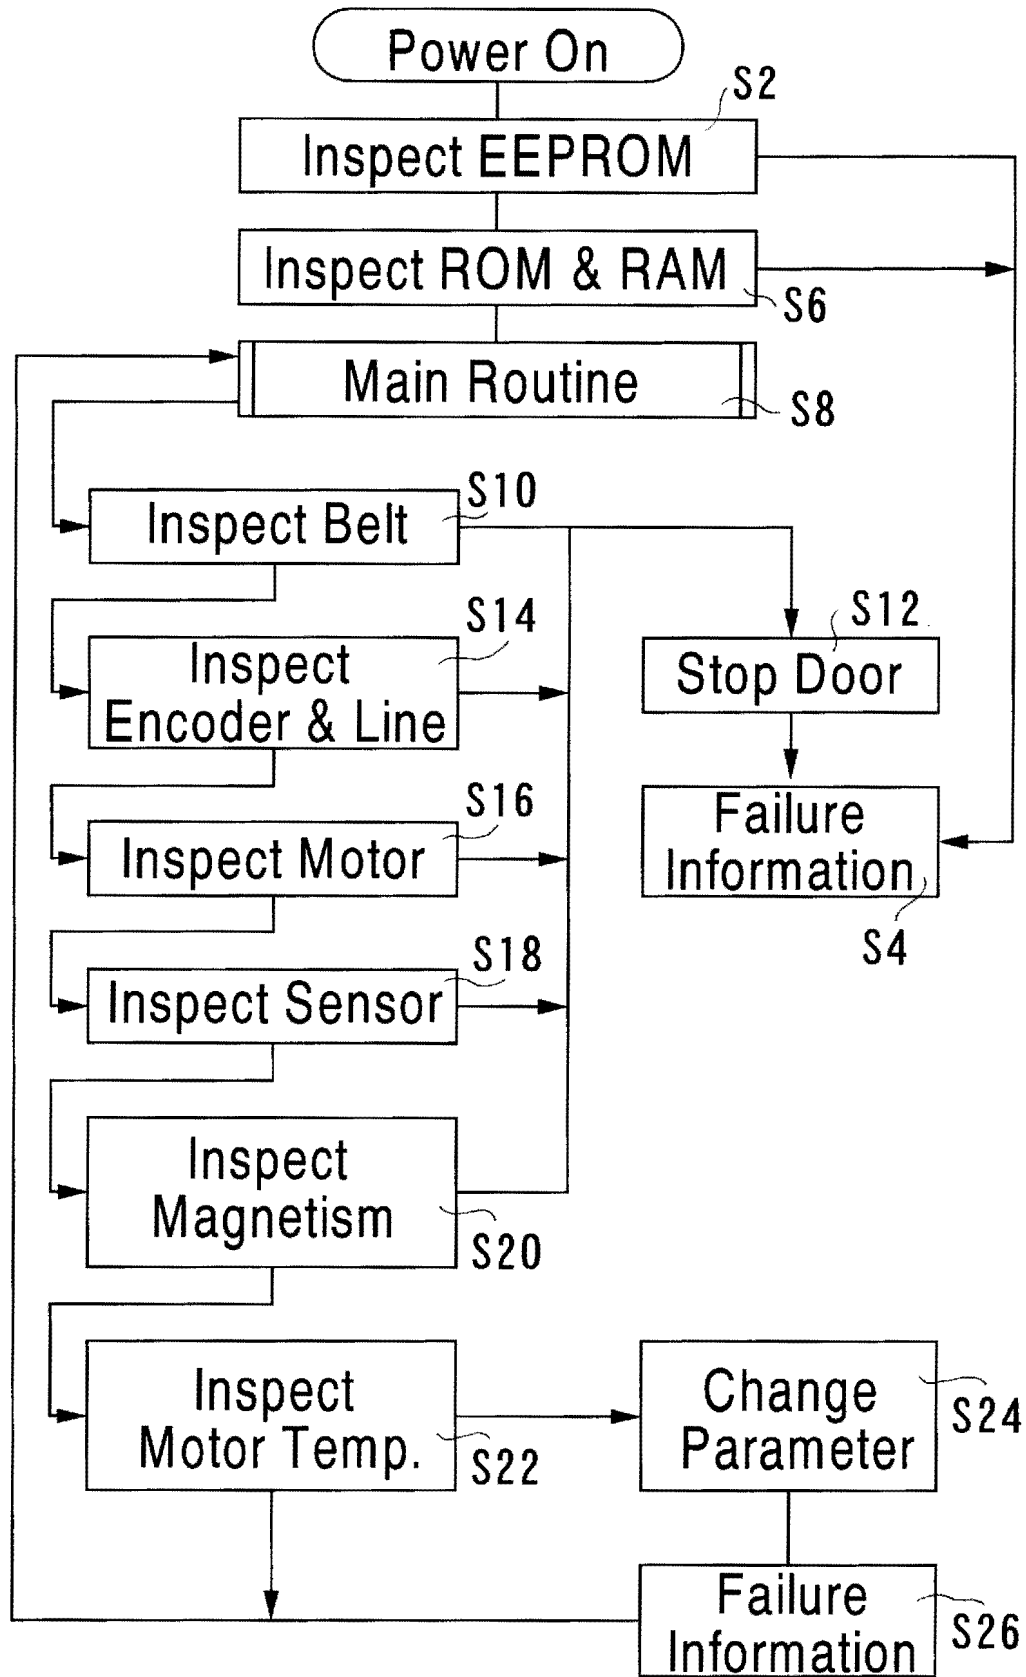 Power On
S2
Inspect EEPROM
Inspect ROM & RAM
S6
Main Routine
S8
S10
Inspect Belt
S14
Inspect
Encoder & Line
S12
Stop Door
S16
Inspect Motor
Failure
Information
S4
S18
Inspect Sensor
Inspect
Magnetism
S20
Inspect
Motor Temp.
S22
Change
Parameter
S24
Failure
Information
S26